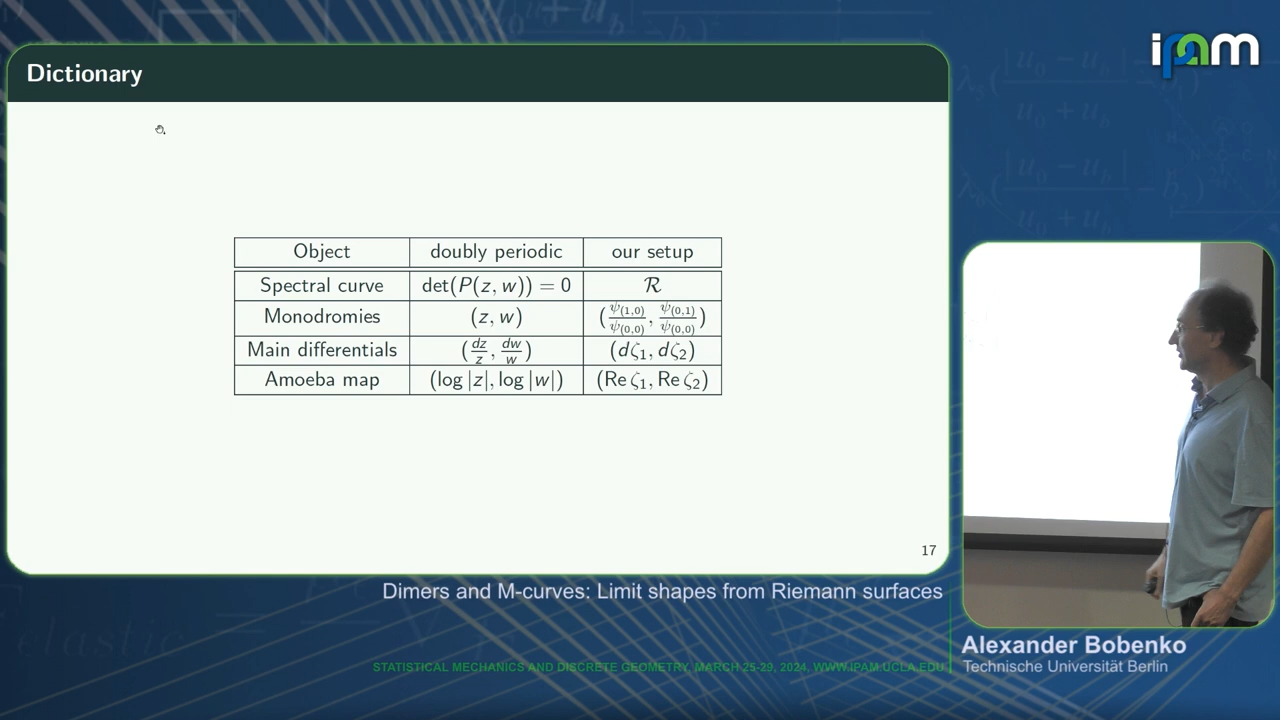 ipam
Dictionary
Object doubly periodic our setup
Spectral curve det(P(z, w)) = 0 ℛ
Monodromies (z, w) (ψ(1,0)/ψ(0,0), ψ(0,1)/ψ(0,0))
Main differentials (dz/z, dw/w) (dζ₁, dζ₂)
Amoeba map (log |z|, log |w|) (Re ζ₁, Re ζ₂)
17
Dimers and M-curves: Limit shapes from Riemann surfaces
Alexander Bobenko
Technische Universität Berlin
STATISTICAL MECHANICS AND DISCRETE GEOMETRY, MARCH 25-29, 2024, WWW.IPAM.UCLA.EDU
elastic